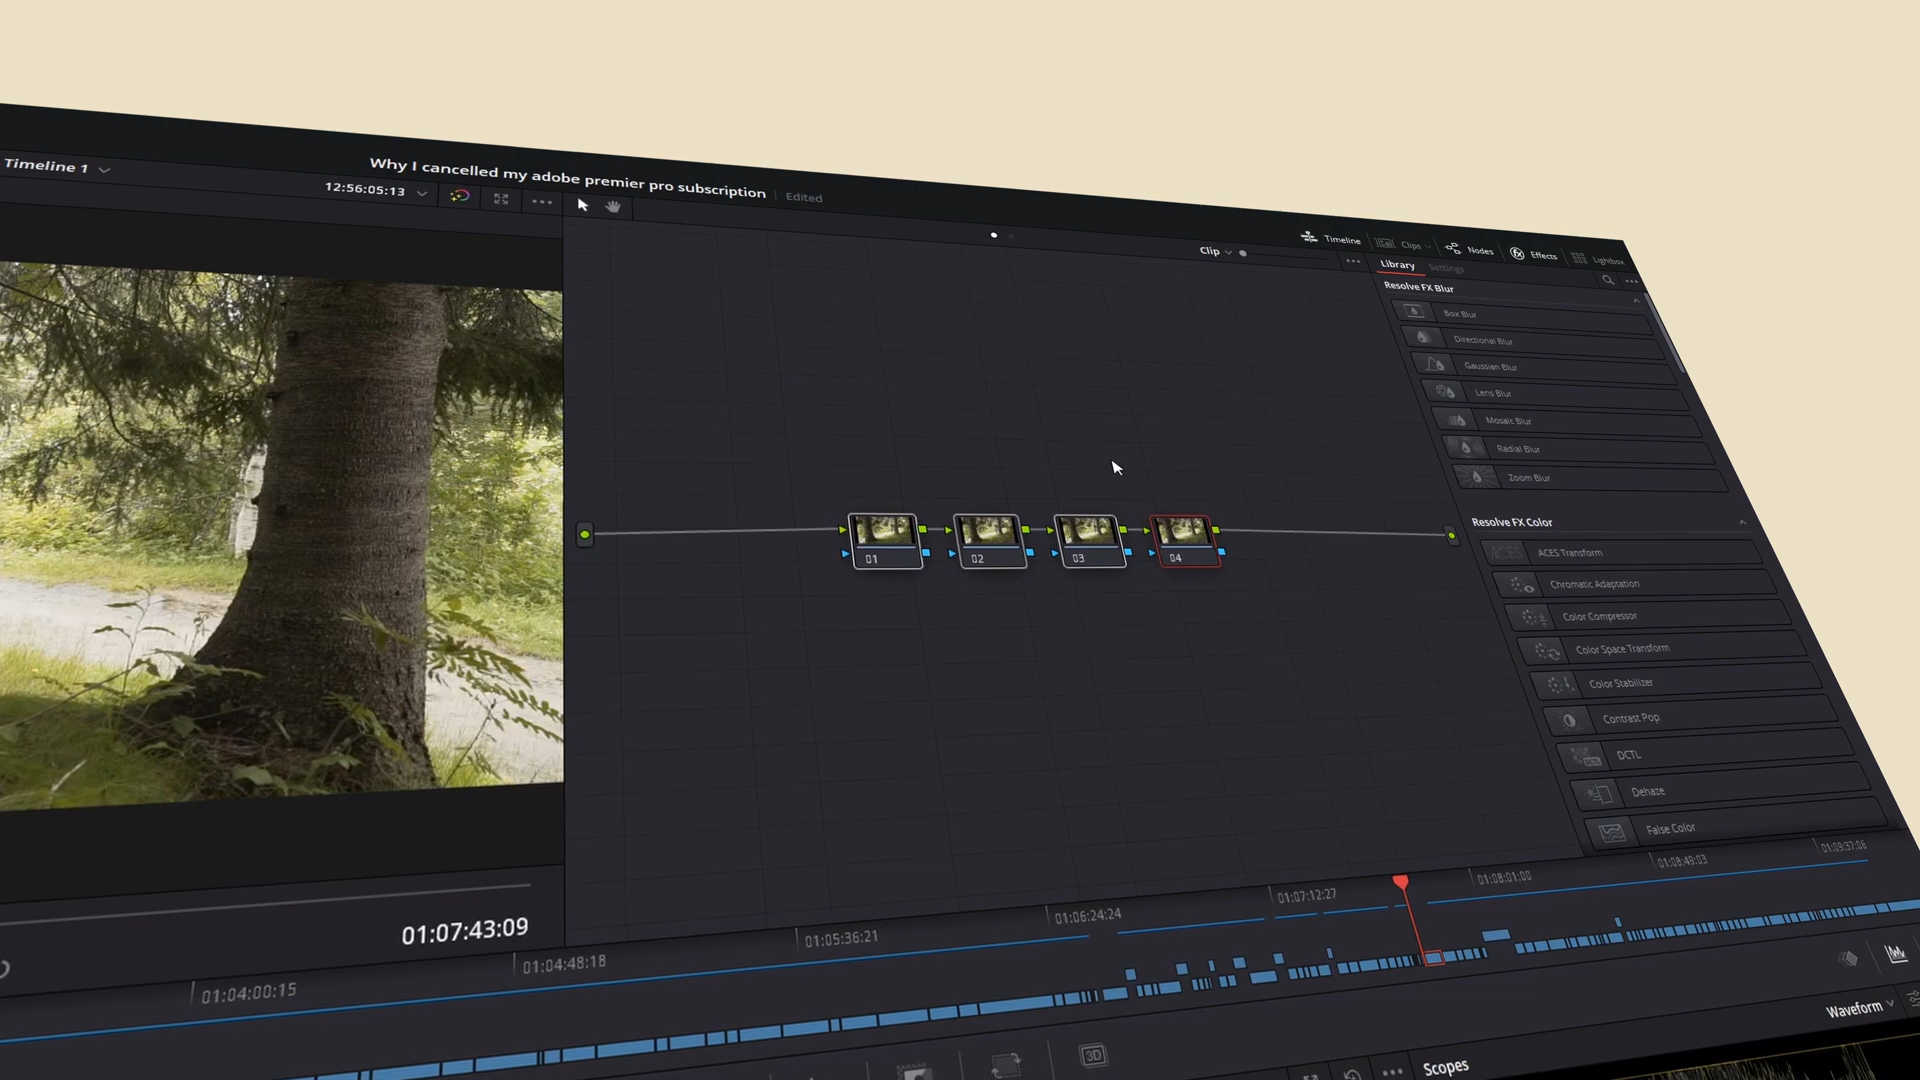 Timeline 1
12:56:05:13
Why I cancelled my adobe premier pro subscription
Edited
Clip
Timeline
Clips
Nodes
Effects
Lightbox
Library
Settings
Resolve FX Blur
Box Blur
Directional Blur
Gaussian Blur
Lens Blur
Mosaic Blur
Radial Blur
Zoom Blur
Resolve FX Color
ACES
ACES Transform
Chromatic Adaptation
Color Compressor
Color Space Transform
Color Stabilizer
Contrast Pop
DCTL
DCTL
Dehaze
False Color
01
02
03
04
01:07:43:09
01:04:00:15
01:04:48:18
01:05:36:21
01:06:24:24
01:07:12:27
01:08:01:00
01:08:49:03
01:09:37:06
3D
Waveform
Scopes